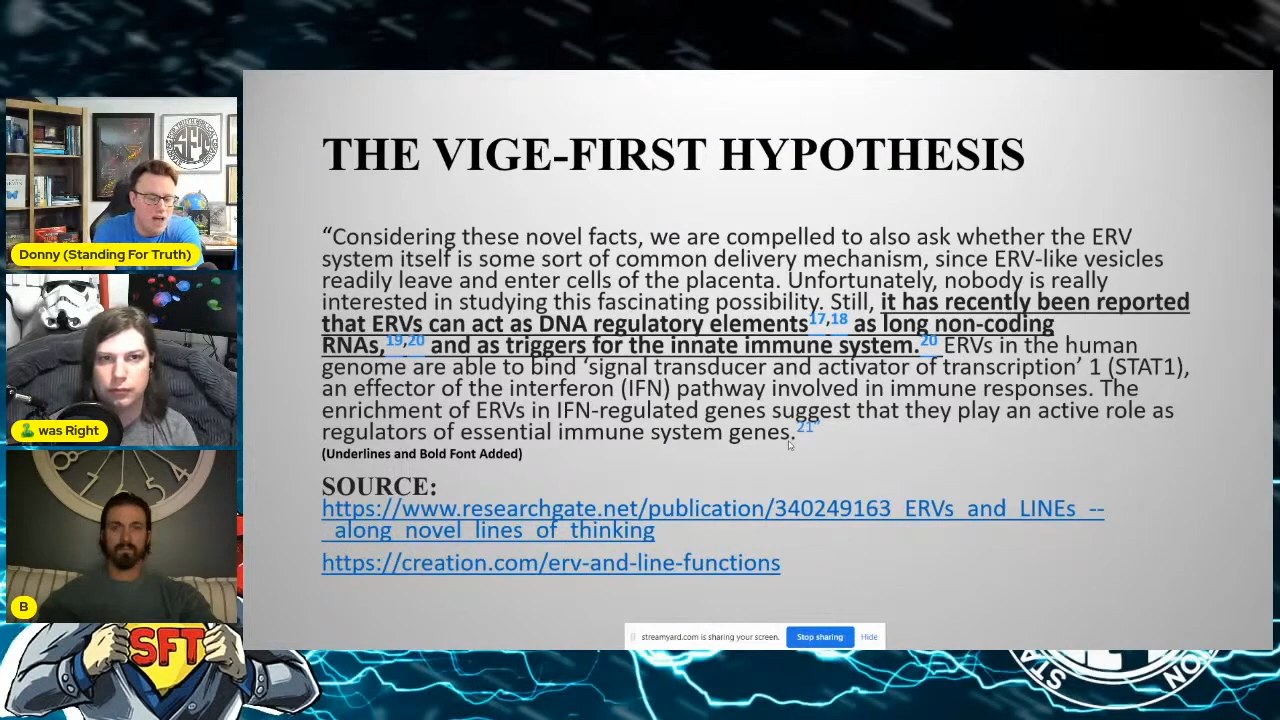 THE VIGE-FIRST HYPOTHESIS
“Considering these novel facts, we are compelled to also ask whether the ERV
system itself is some sort of common delivery mechanism, since ERV-like vesicles
readily leave and enter cells of the placenta. Unfortunately, nobody is really
interested in studying this fascinating possibility. Still, it has recently been reported
that ERVs can act as DNA regulatory elements17,18 as long non-coding
RNAs,19,20 and as triggers for the innate immune system.20 ERVs in the human
genome are able to bind ‘signal transducer and activator of transcription’ 1 (STAT1),
an effector of the interferon (IFN) pathway involved in immune responses. The
enrichment of ERVs in IFN-regulated genes suggest that they play an active role as
regulators of essential immune system genes.21”
(Underlines and Bold Font Added)
SOURCE:
https://www.researchgate.net/publication/340249163_ERVs_and_LINEs_--
_along_novel_lines_of_thinking
https://creation.com/erv-and-line-functions
streamyard.com is sharing your screen.
Stop sharing
Hide
Donny (Standing For Truth)
was Right
B
SFT
SFT